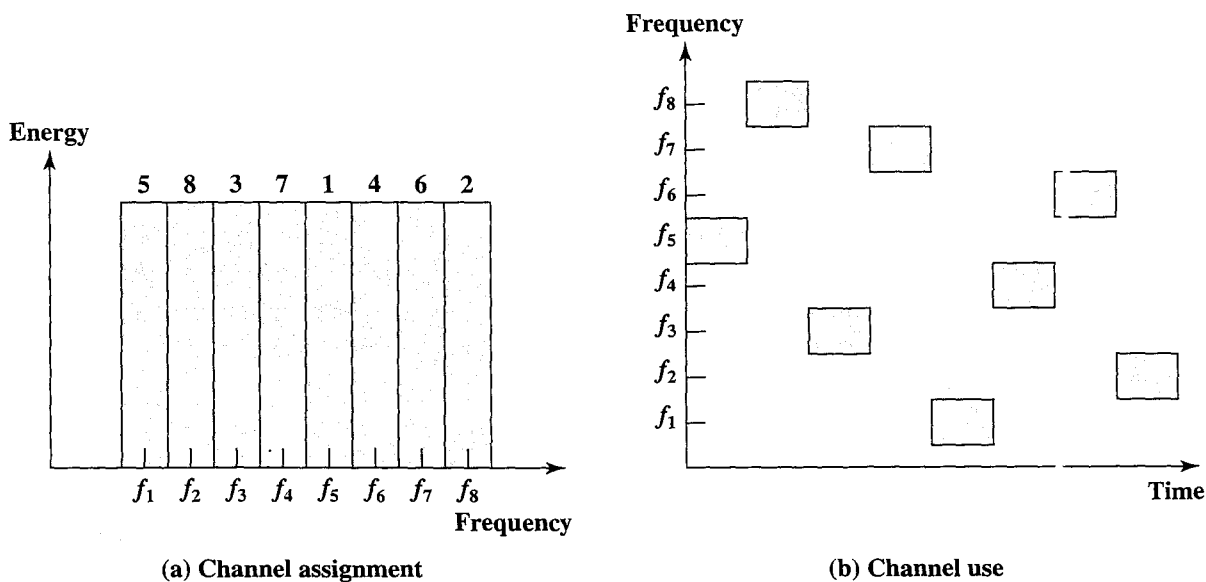 Energy
5 8 3 7 1 4 6 2
f₁ f₂ f₃ f₄ f₅ f₆ f₇ f₈
Frequency
(a) Channel assignment
Frequency
f₈
f₇
f₆
f₅
f₄
f₃
f₂
f₁
Time
(b) Channel use